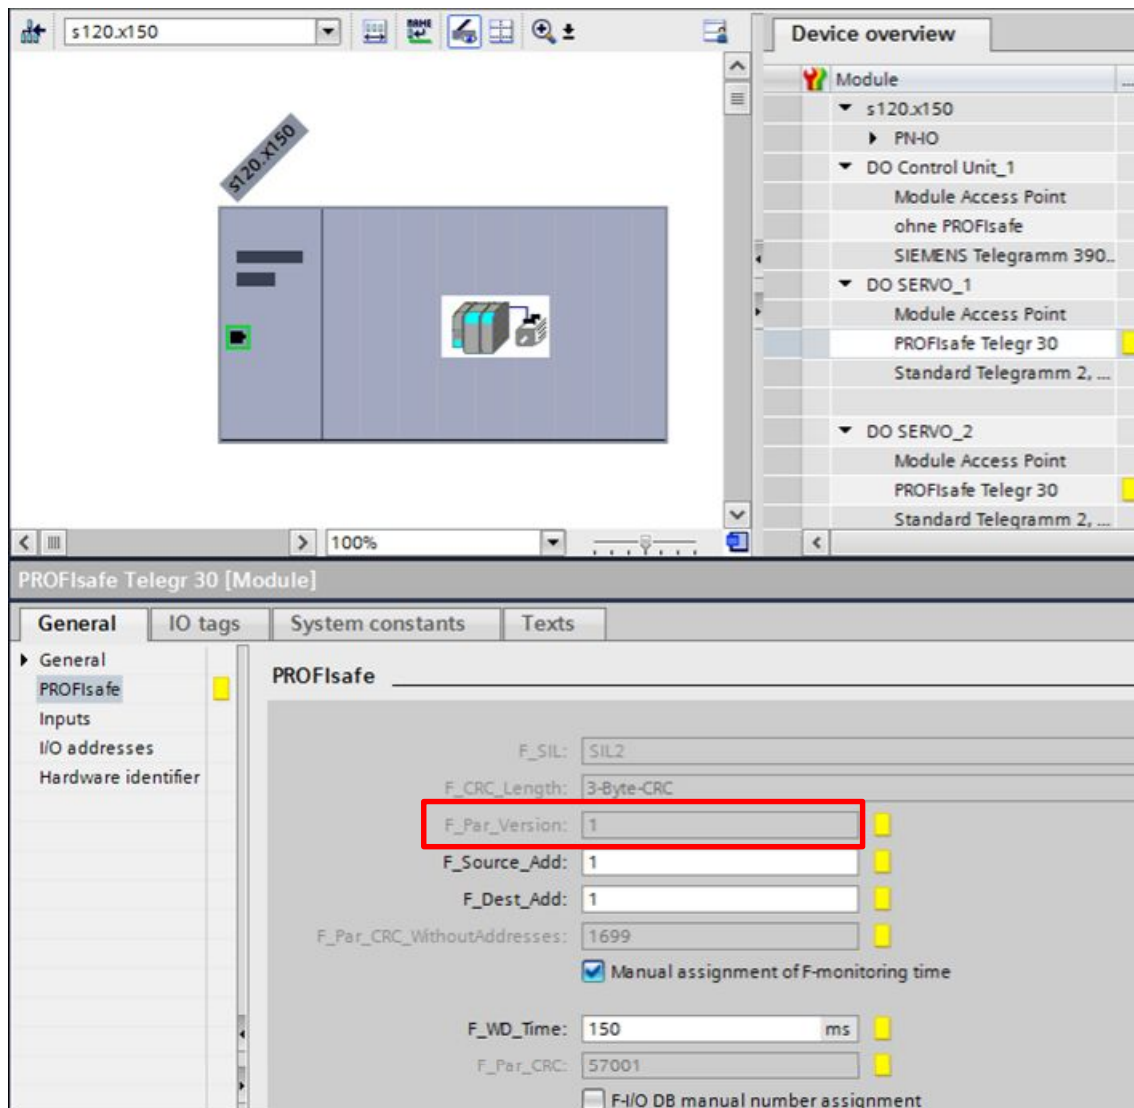 s120.x150
NAME
Device overview
Module
...
s120.x150
PN-IO
DO Control Unit_1
Module Access Point
ohne PROFIsafe
SIEMENS Telegramm 390..
DO SERVO_1
Module Access Point
PROFIsafe Telegr 30
Standard Telegramm 2, ...
DO SERVO_2
Module Access Point
PROFIsafe Telegr 30
Standard Telegramm 2, ...
s120.x150
100%
PROFIsafe Telegr 30 [Module]
General
IO tags
System constants
Texts
General
PROFIsafe
Inputs
I/O addresses
Hardware identifier
PROFIsafe
F_SIL: SIL2
F_CRC_Length: 3-Byte-CRC
F_Par_Version: 1
F_Source_Add: 1
F_Dest_Add: 1
F_Par_CRC_WithoutAddresses: 1699
Manual assignment of F-monitoring time
F_WD_Time: 150 ms
F_Par_CRC: 57001
F-I/O DB manual number assignment